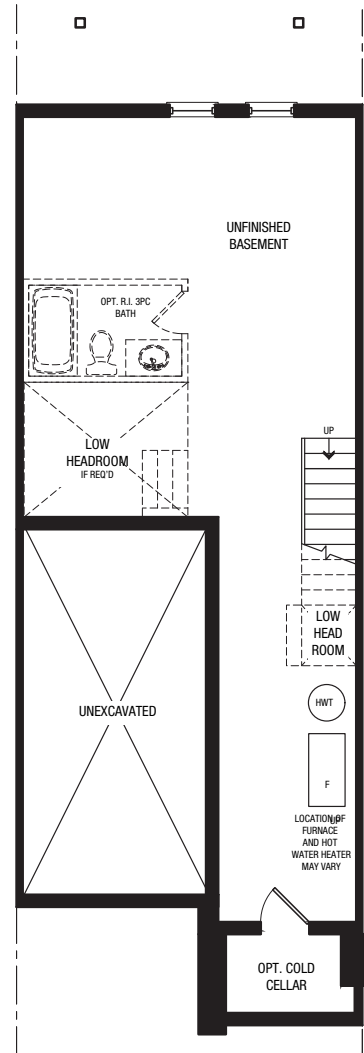 UNFINISHED
BASEMENT
OPT. R.I. 3PC
BATH
LOW
HEADROOM
IF REQ'D
UP
LOW
HEAD
ROOM
UNEXCAVATED
HWT
F
UP
LOCATION OF
FURNACE
AND HOT
WATER HEATER
MAY VARY
OPT. COLD
CELLAR